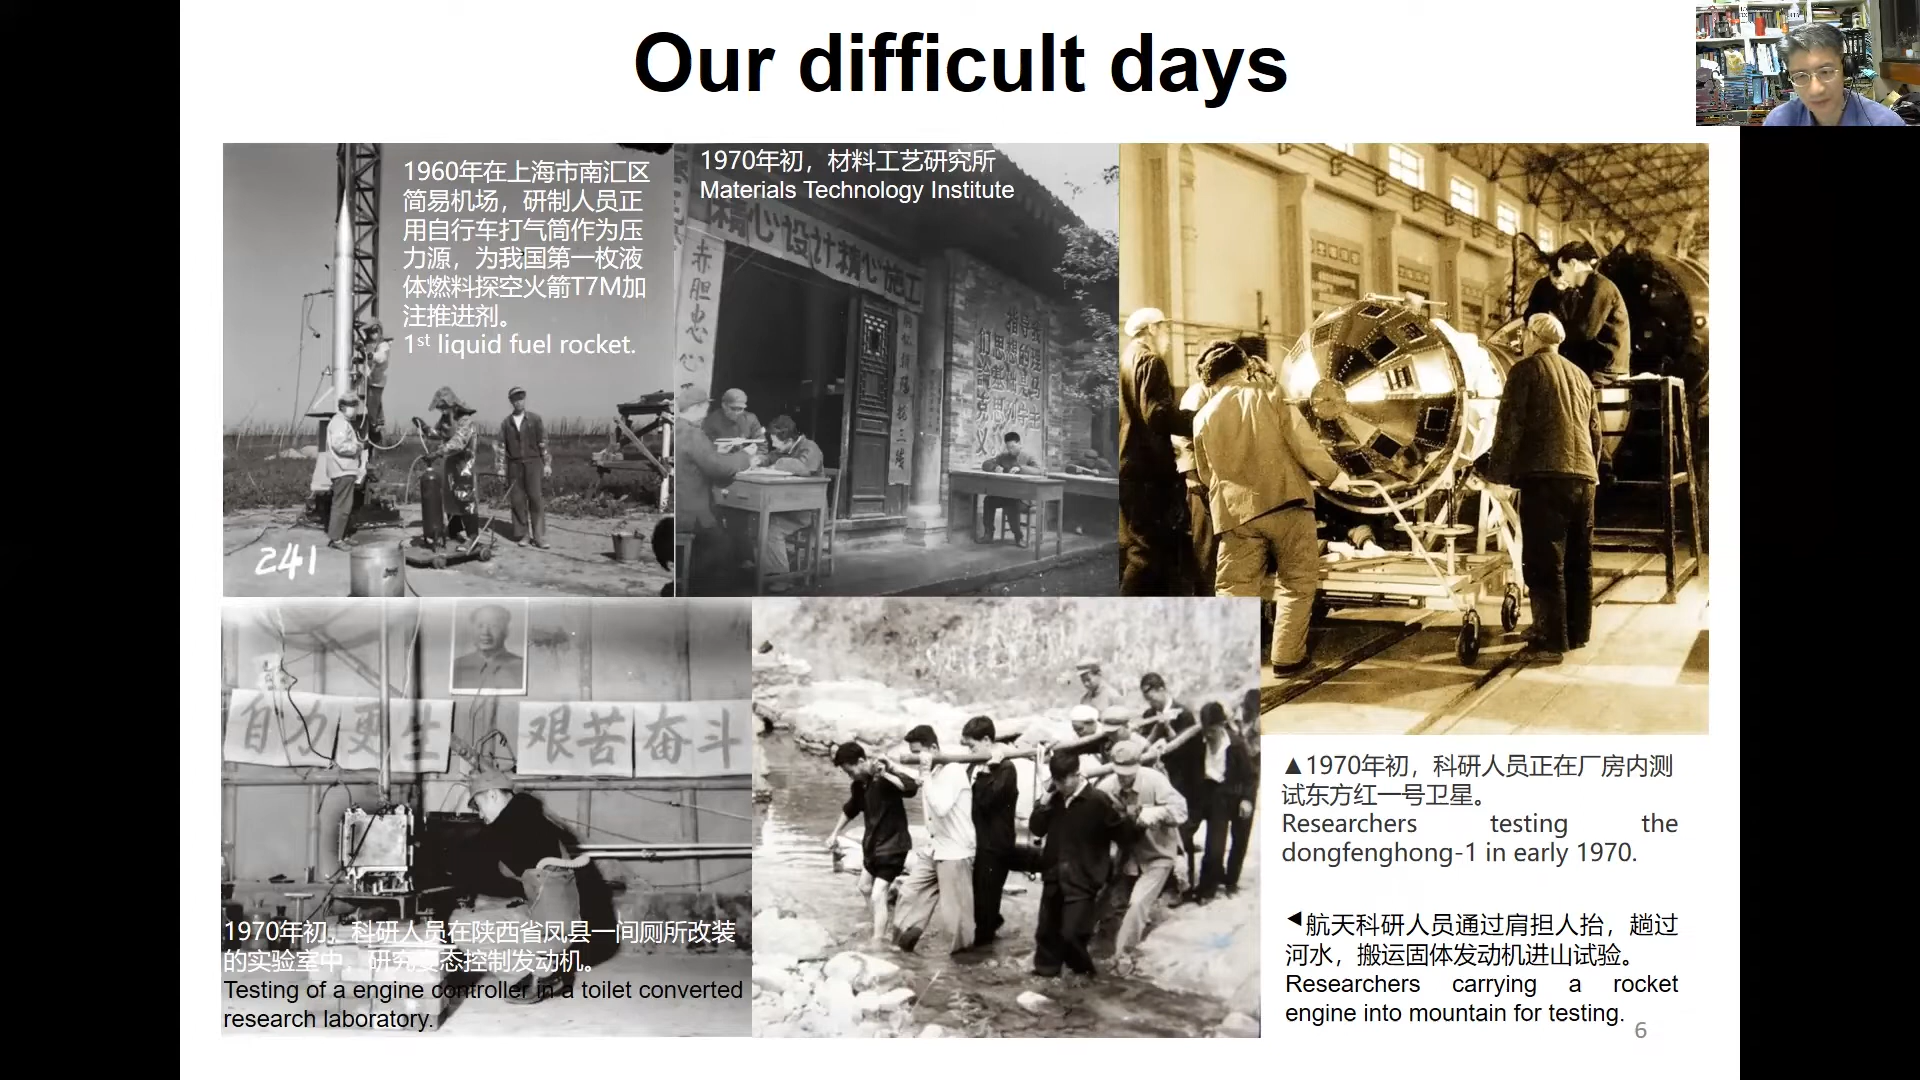 Our difficult days
1960年在上海市南汇区
简易机场，研制人员正
用自行车打气筒作为压
力源，为我国第一枚液
体燃料探空火箭T7M加
注推进剂。
1st liquid fuel rocket.
241
1970年初，材料工艺研究所
Materials Technology Institute
精心设计精心施工
赤胆忠心
自力更生 艰苦奋斗
1970年初，科研人员在陕西省凤县一间厕所改装
的实验室中，研究姿态控制发动机。
Testing of a engine controller in a toilet converted
research laboratory.
▲1970年初，科研人员正在厂房内测
试东方红一号卫星。
Researchers testing the
dongfenghong-1 in early 1970.
◀航天科研人员通过肩担人抬，趟过
河水，搬运固体发动机进山试验。
Researchers carrying a rocket
engine into mountain for testing.
6